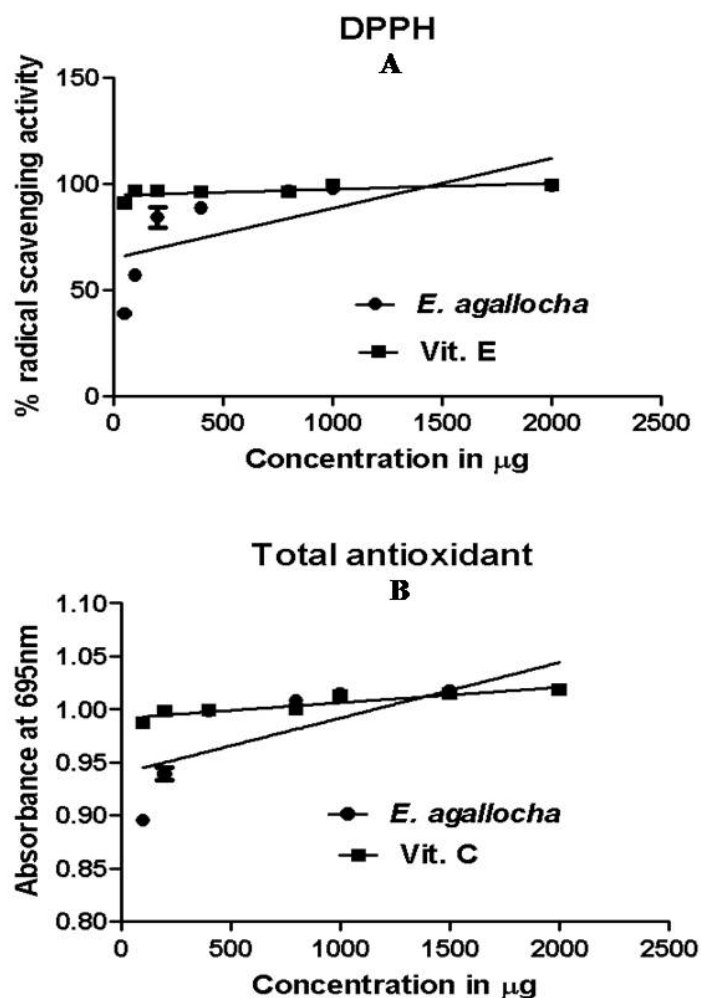 DPPH
A
150
100
50
0
% radical scavenging activity
E. agallocha
Vit. E
0 500 1000 1500 2000 2500
Concentration in μg
Total antioxidant
B
1.10
1.05
1.00
0.95
0.90
0.85
0.80
Absorbance at 695nm
E. agallocha
Vit. C
0 500 1000 1500 2000 2500
Concentration in μg